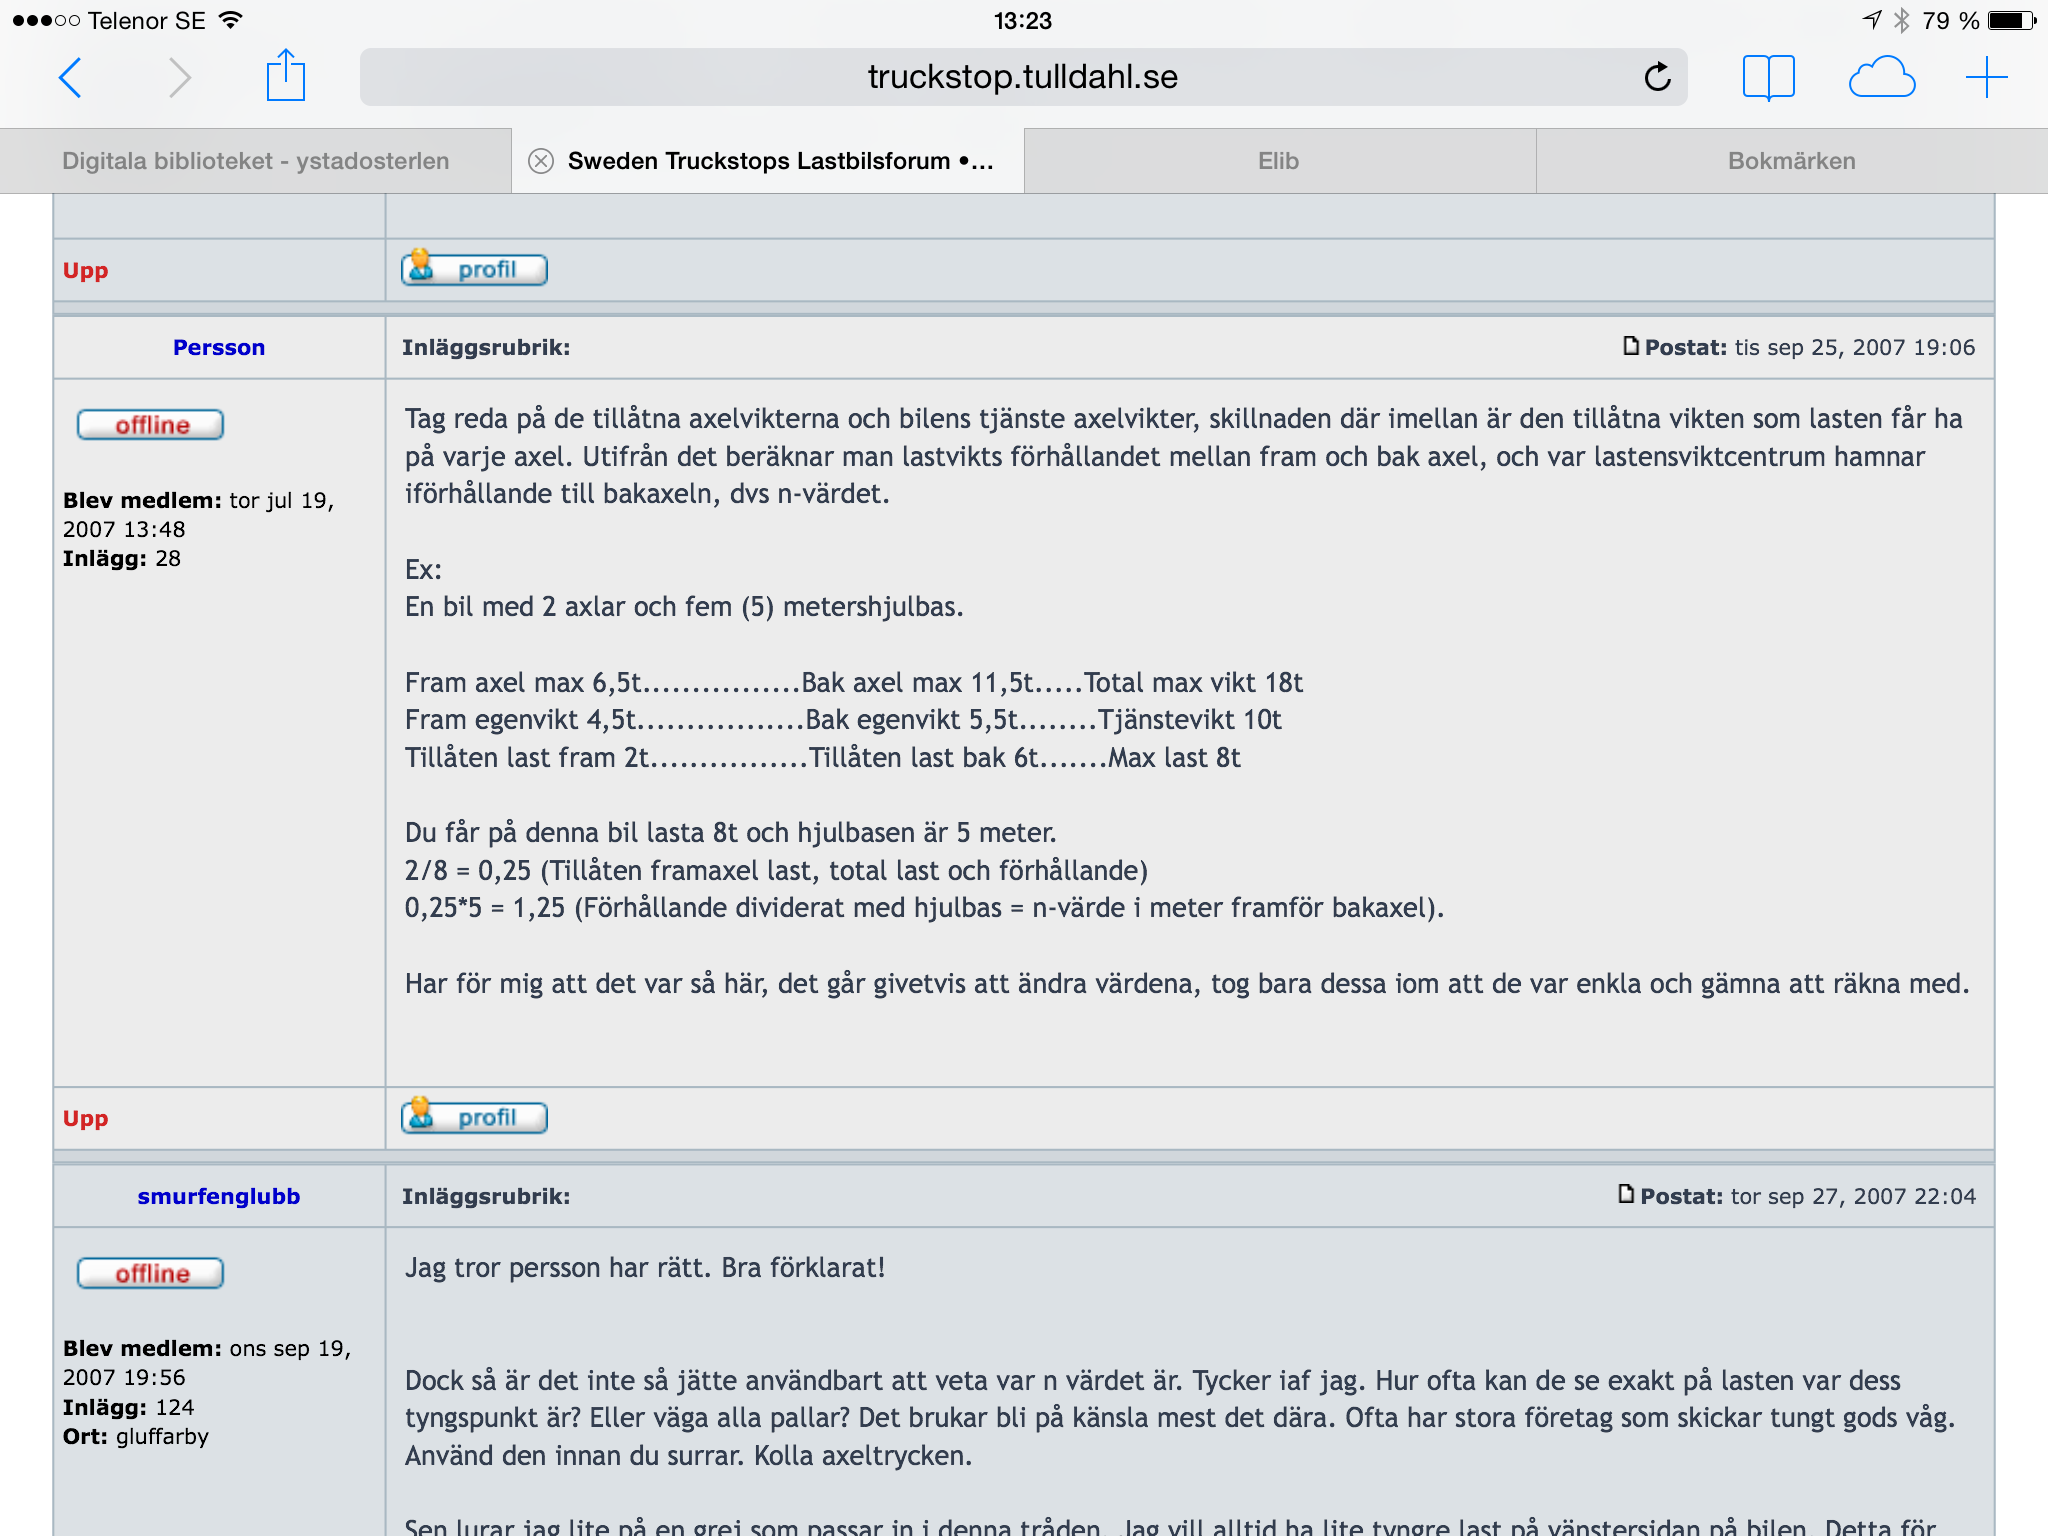 Telenor SE 13:23 79 %
truckstop.tulldahl.se
Digitala biblioteket - ystadosterlen Sweden Truckstops Lastbilsforum •... Elib Bokmärken
Upp profil
Persson Inläggsrubrik: Postat: tis sep 25, 2007 19:06
offline
Blev medlem: tor jul 19,
2007 13:48
Inlägg: 28
Tag reda på de tillåtna axelvikterna och bilens tjänste axelvikter, skillnaden där imellan är den tillåtna vikten som lasten får ha
på varje axel. Utifrån det beräknar man lastvikts förhållandet mellan fram och bak axel, och var lastensviktcentrum hamnar
iförhållande till bakaxeln, dvs n-värdet.
Ex:
En bil med 2 axlar och fem (5) metershjulbas.
Fram axel max 6,5t................Bak axel max 11,5t.....Total max vikt 18t
Fram egenvikt 4,5t.................Bak egenvikt 5,5t........Tjänstevikt 10t
Tillåten last fram 2t................Tillåten last bak 6t.......Max last 8t
Du får på denna bil lasta 8t och hjulbasen är 5 meter.
2/8 = 0,25 (Tillåten framaxel last, total last och förhållande)
0,25*5 = 1,25 (Förhållande dividerat med hjulbas = n-värde i meter framför bakaxel).
Har för mig att det var så här, det går givetvis att ändra värdena, tog bara dessa iom att de var enkla och gämna att räkna med.
Upp profil
smurfenglubb Inläggsrubrik: Postat: tor sep 27, 2007 22:04
offline
Blev medlem: ons sep 19,
2007 19:56
Inlägg: 124
Ort: gluffarby
Jag tror persson har rätt. Bra förklarat!
Dock så är det inte så jätte användbart att veta var n värdet är. Tycker iaf jag. Hur ofta kan de se exakt på lasten var dess
tyngspunkt är? Eller väga alla pallar? Det brukar bli på känsla mest det dära. Ofta har stora företag som skickar tungt gods våg.
Använd den innan du surrar. Kolla axeltrycken.
Sen lurar jag lite på en grej som passar in i denna tråden. Jag vill alltid ha lite tyngre last på vänstersidan på bilen. Detta för